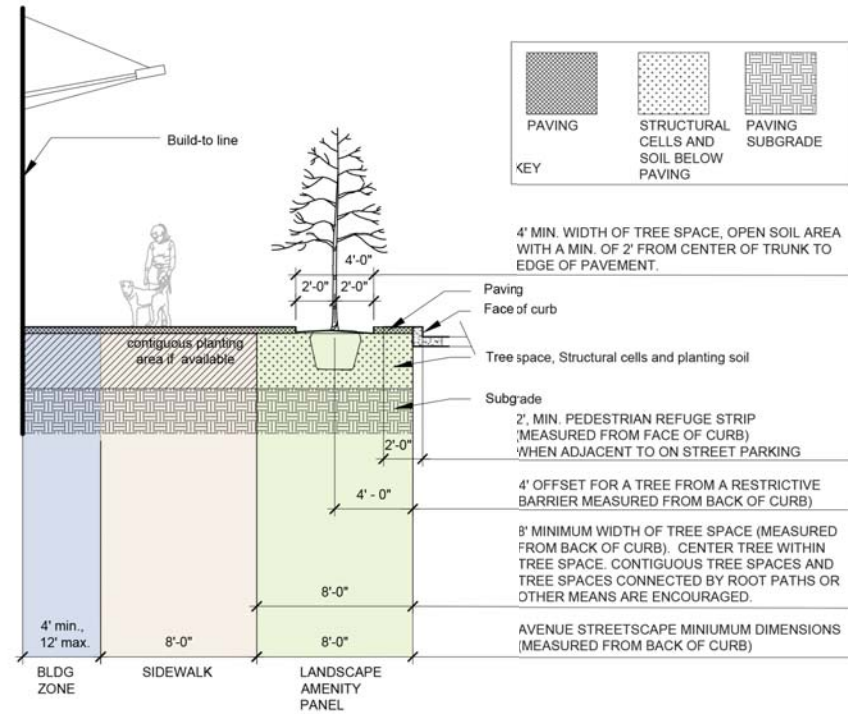 Build-to line
PAVING
STRUCTURAL
CELLS AND
SOIL BELOW
PAVING
PAVING
SUBGRADE
KEY
4' MIN. WIDTH OF TREE SPACE, OPEN SOIL AREA
WITH A MIN. OF 2' FROM CENTER OF TRUNK TO
EDGE OF PAVEMENT.
4'-0"
2'-0"
2'-0"
Paving
Face of curb
contiguous planting
area if available
Tree space, Structural cells and planting soil
Subgrade
2', MIN. PEDESTRIAN REFUGE STRIP
(MEASURED FROM FACE OF CURB)
WHEN ADJACENT TO ON STREET PARKING
2'-0"
4' OFFSET FOR A TREE FROM A RESTRICTIVE
BARRIER MEASURED FROM BACK OF CURB)
4' - 0"
8' MINIMUM WIDTH OF TREE SPACE (MEASURED
FROM BACK OF CURB). CENTER TREE WITHIN
TREE SPACE. CONTIGUOUS TREE SPACES AND
TREE SPACES CONNECTED BY ROOT PATHS OR
OTHER MEANS ARE ENCOURAGED.
8'-0"
AVENUE STREETSCAPE MINIUMUM DIMENSIONS
(MEASURED FROM BACK OF CURB)
4' min.,
12' max.
8'-0"
8'-0"
BLDG
ZONE
SIDEWALK
LANDSCAPE
AMENITY
PANEL